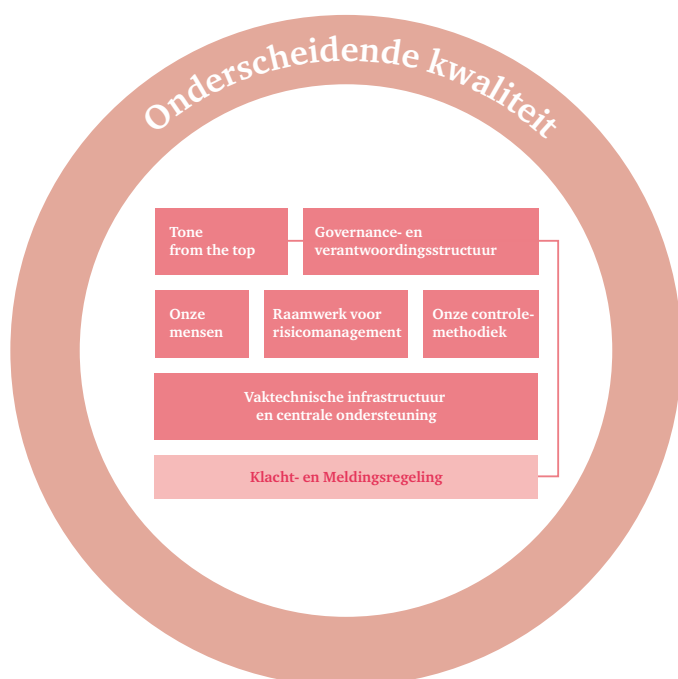 Onderscheidende kwaliteit
Tone
from the top
Governance- en
verantwoordingsstructuur
Onze
mensen
Raamwerk voor
risicomanagement
Onze controle-
methodiek
Vaktechnische infrastructuur
en centrale ondersteuning
Klacht- en Meldingsregeling